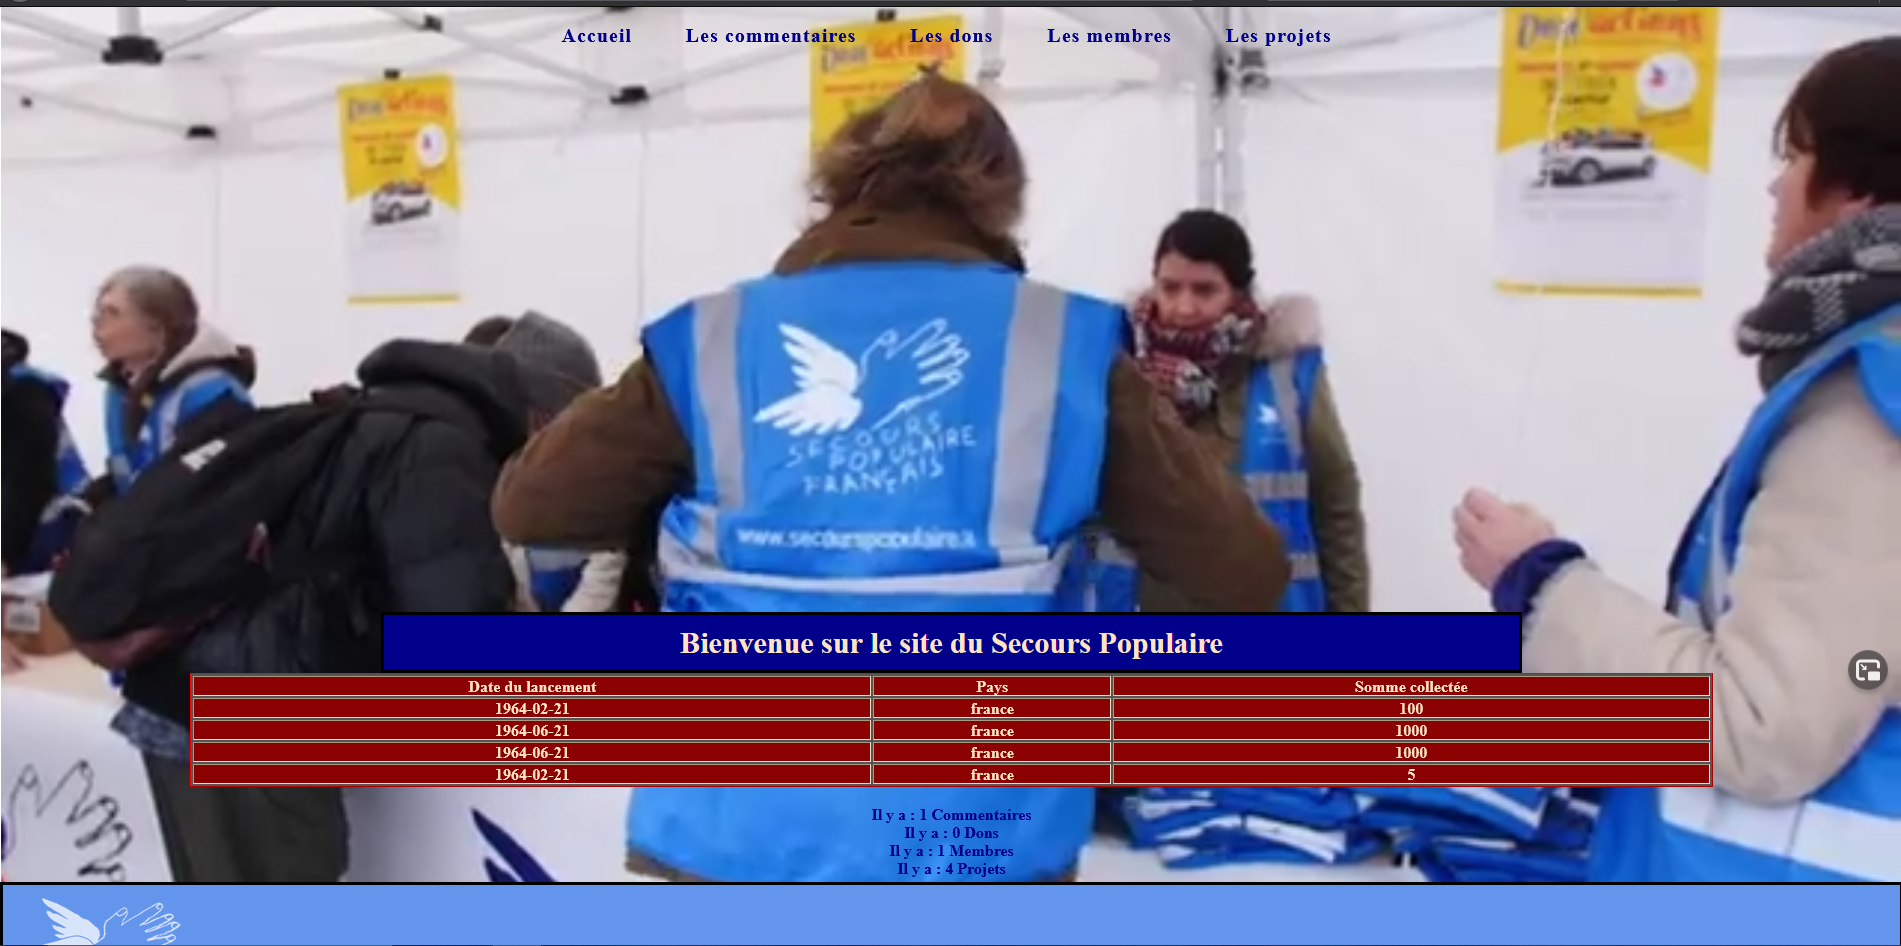 Accueil Les commentaires Les dons Les membres Les projets
SECOURS
POPULAIRE
FRANÇAIS
Bienvenue sur le site du Secours Populaire
Date du lancement Pays Somme collectée
1964-02-21 france 100
1964-06-21 france 1000
1964-06-21 france 1000
1964-02-21 france 5
Il y a : 1 Commentaires
Il y a : 0 Dons
Il y a : 1 Membres
Il y a : 4 Projets